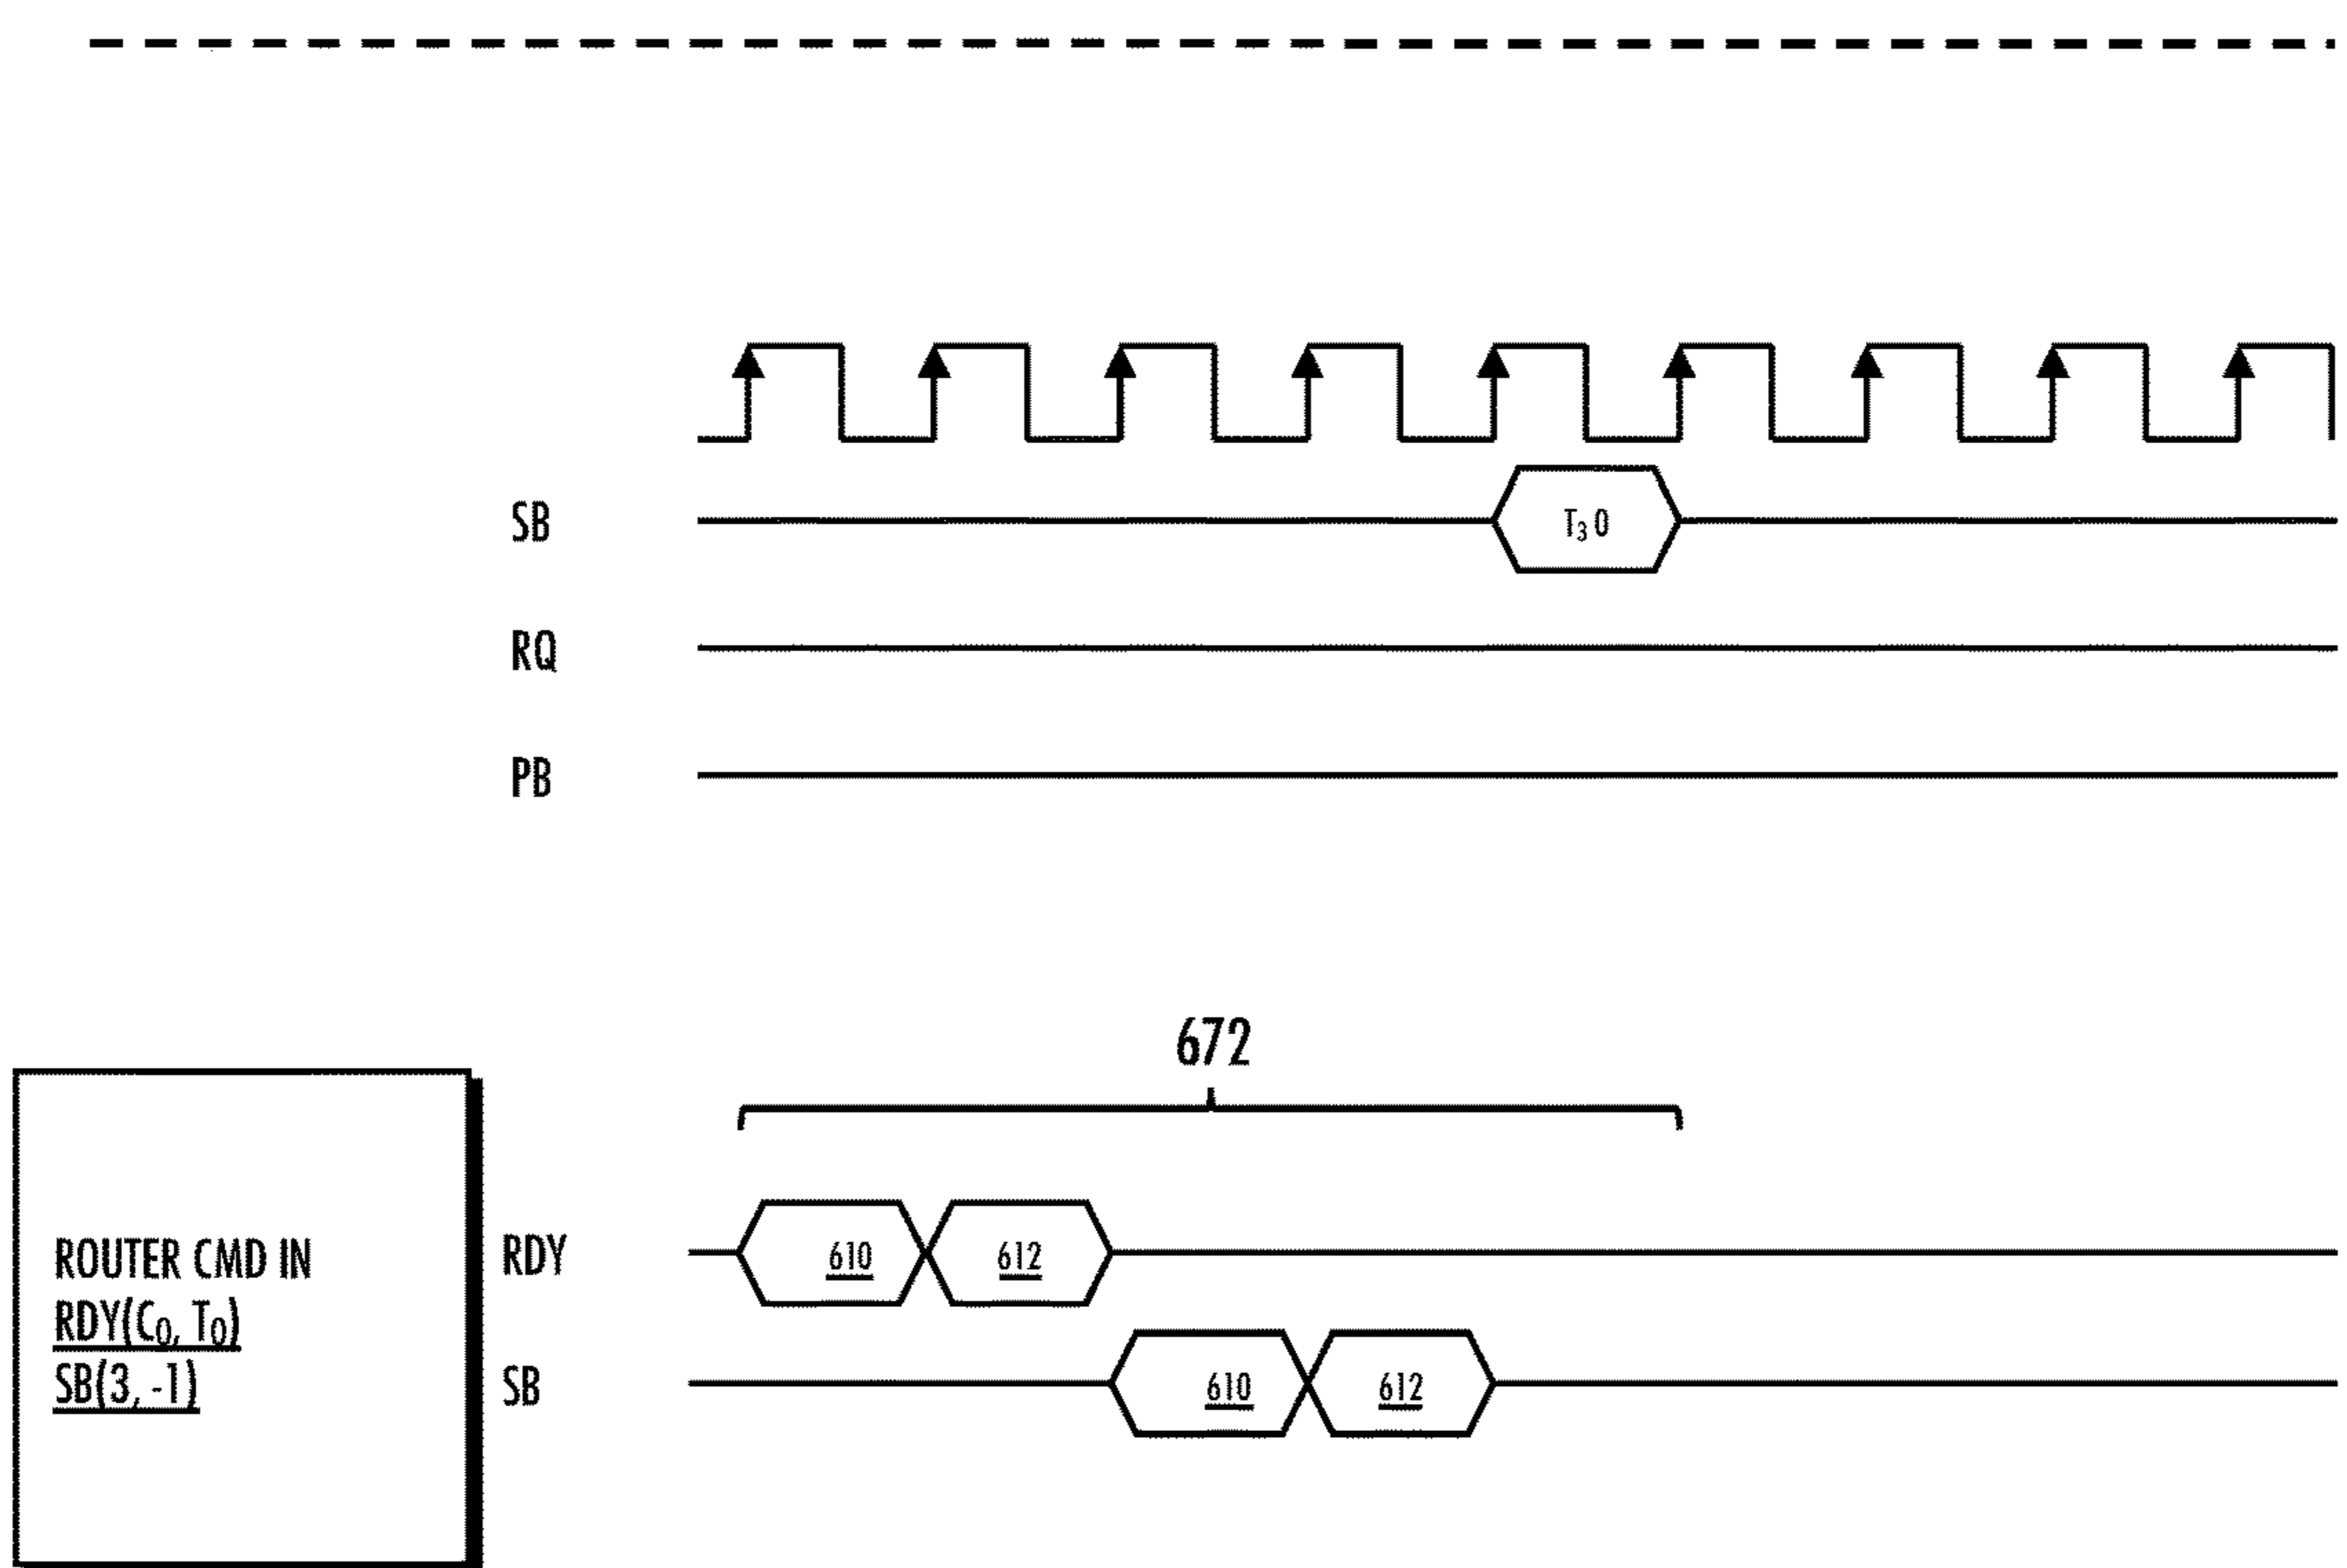 SB
T₃ 0
RQ
PB
672
ROUTER CMD IN
RDY(C₀, T₀)
SB(3, -1)
RDY
610
612
SB
610
612